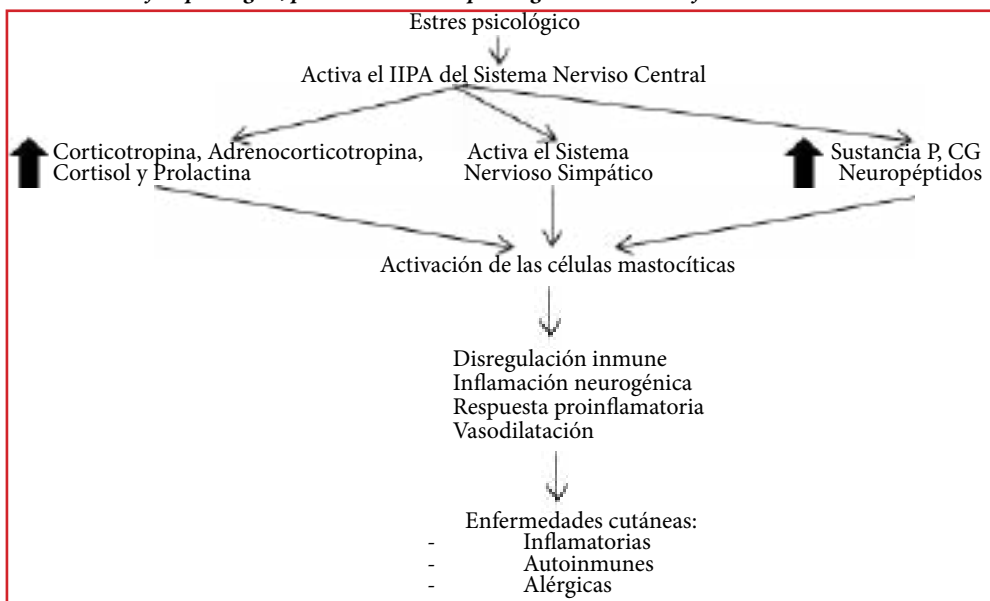 Estres psicológico
Activa el IIPA del Sistema Nerviso Central
Corticotropina, Adrenocorticotropina,
Cortisol y Prolactina
Activa el Sistema
Nervioso Simpático
Sustancia P, CG
Neuropéptidos
Activación de las células mastocíticas
Disregulación inmune
Inflamación neurogénica
Respuesta proinflamatoria
Vasodilatación
Enfermedades cutáneas:
- Inflamatorias
- Autoinmunes
- Alérgicas